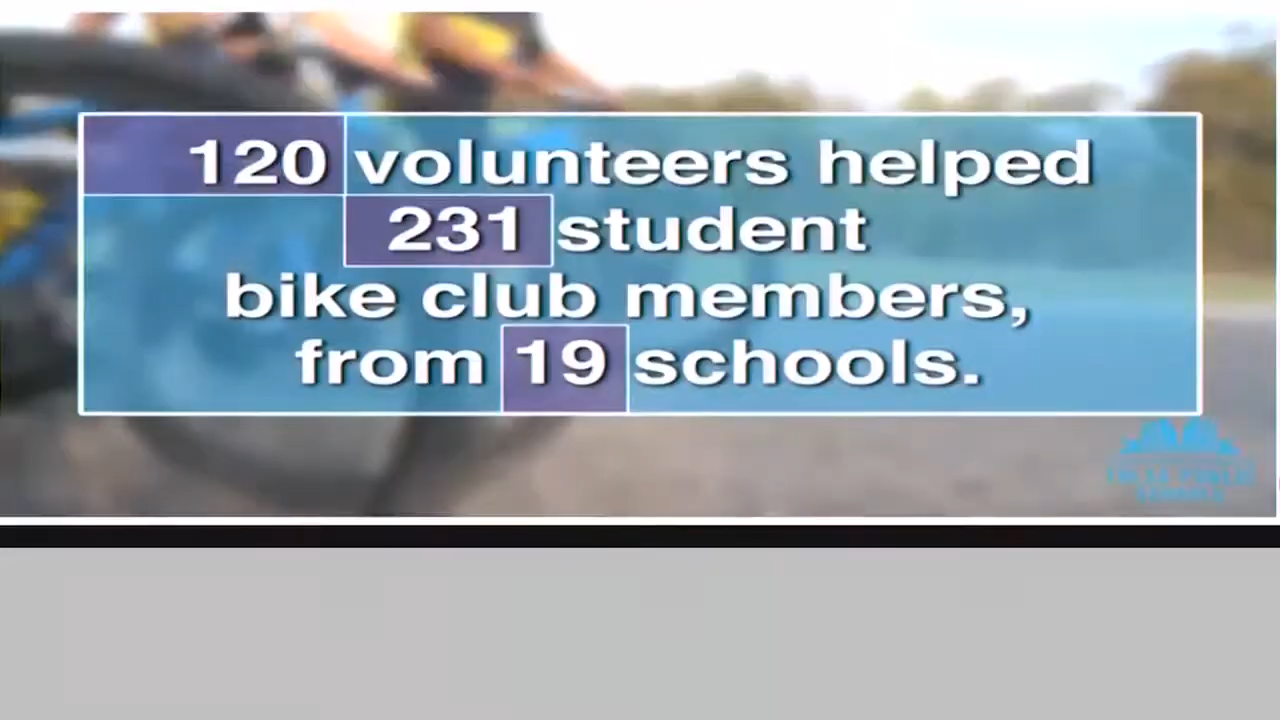 120 volunteers helped
231 student
bike club members,
from 19 schools.